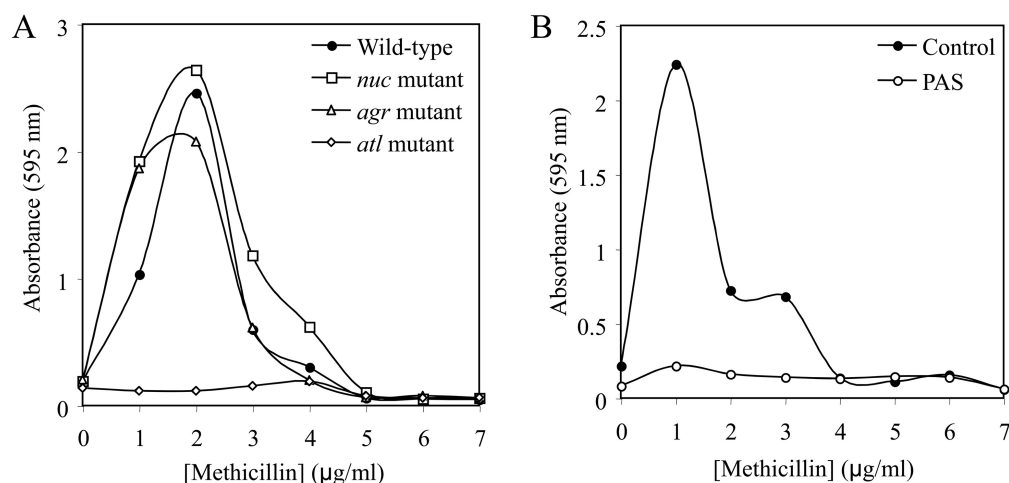 A
Absorbance (595 nm)
3
2
1
0
Wild-type
nuc mutant
agr mutant
atl mutant
0 1 2 3 4 5 6 7
[Methicillin] (μg/ml)
B
Absorbance (595 nm)
2.5
2
1.5
1
0.5
0
Control
PAS
0 1 2 3 4 5 6 7
[Methicillin] (μg/ml)